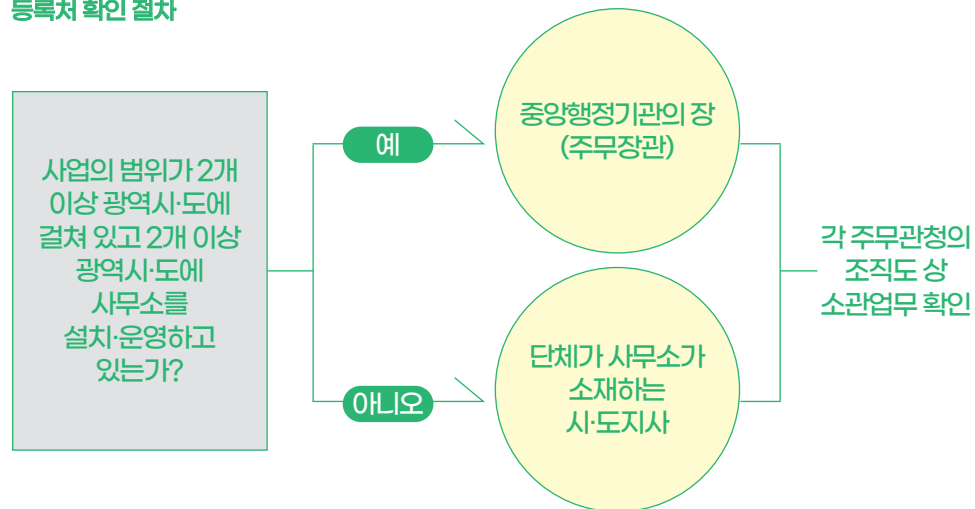 등록처 확인 절차
사업의 범위가 2개
이상 광역시·도에
걸쳐 있고 2개 이상
광역시·도에
사무소를
설치·운영하고
있는가?
예
중앙행정기관의 장
(주무장관)
아니오
단체가 사무소가
소재하는
시·도지사
각 주무관청의
조직도 상
소관업무 확인